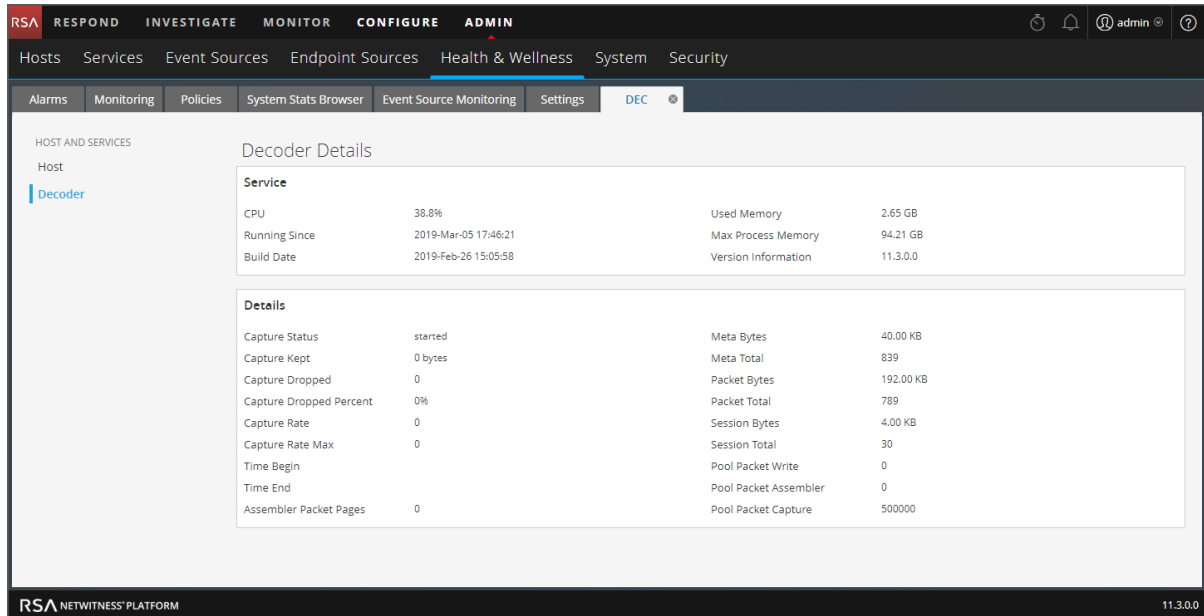 RSA RESPOND INVESTIGATE MONITOR CONFIGURE ADMIN admin ?
Hosts Services Event Sources Endpoint Sources Health & Wellness System Security
Alarms Monitoring Policies System Stats Browser Event Source Monitoring Settings DEC
HOST AND SERVICES
Host
Decoder
Decoder Details
Service
CPU 38.8% Used Memory 2.65 GB
Running Since 2019-Mar-05 17:46:21 Max Process Memory 94.21 GB
Build Date 2019-Feb-26 15:05:58 Version Information 11.3.0.0
Details
Capture Status started Meta Bytes 40.00 KB
Capture Kept 0 bytes Meta Total 839
Capture Dropped 0 Packet Bytes 192.00 KB
Capture Dropped Percent 0% Packet Total 789
Capture Rate 0 Session Bytes 4.00 KB
Capture Rate Max 0 Session Total 30
Time Begin Pool Packet Write 0
Time End Pool Packet Assembler 0
Assembler Packet Pages 0 Pool Packet Capture 500000
RSA NETWITNESS® PLATFORM 11.3.0.0